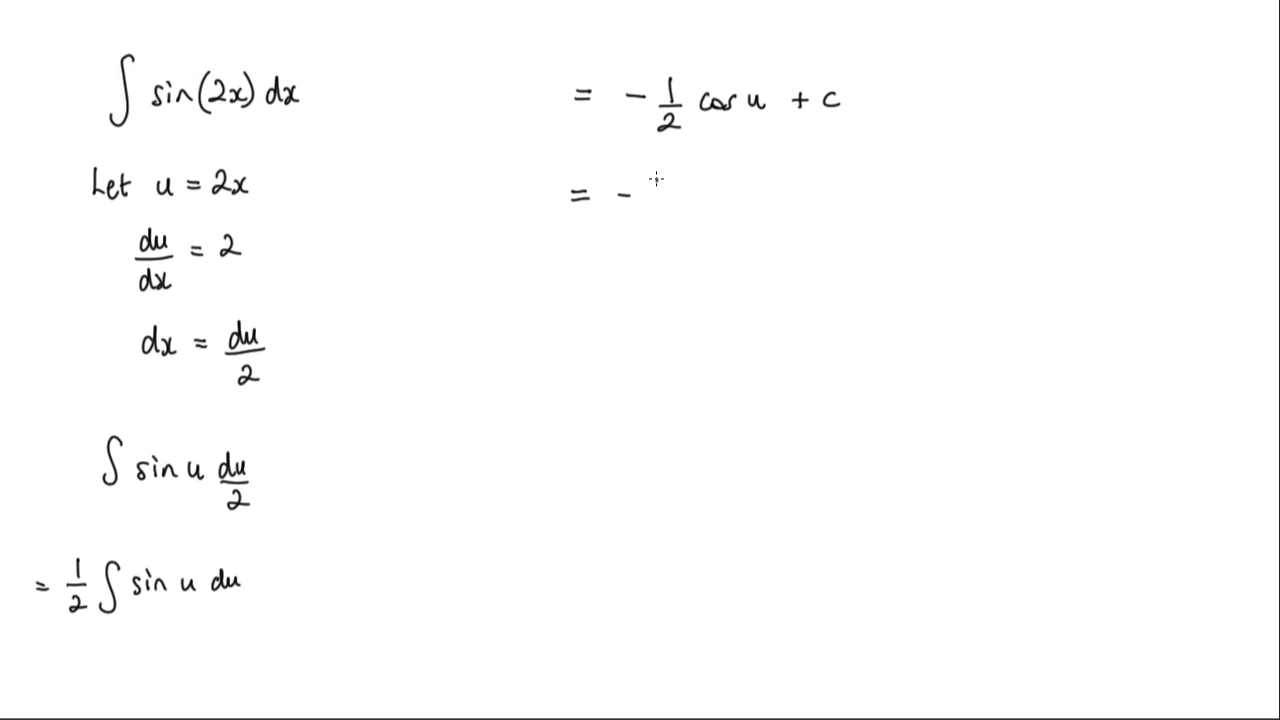 ∫ sin(2x) dx
Let u = 2x
du/dx = 2
dx = du/2
∫ sin u du/2
= 1/2 ∫ sin u du
= - 1/2 cos u + c
= -